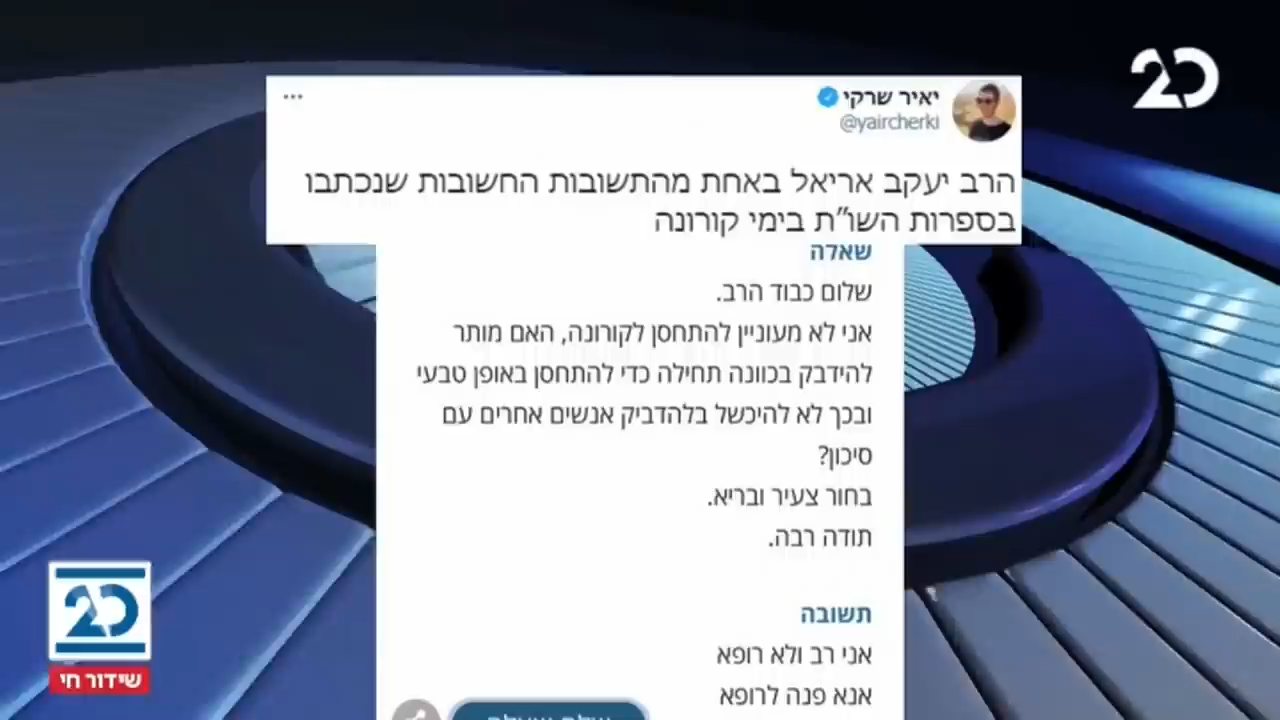 20
יאיר שרקי
@yaircherki
הרב יעקב אריאל באחת מהתשובות החשובות שנכתבו
בספרות השו״ת בימי קורונה
שאלה
שלום כבוד הרב.
אני לא מעוניין להתחסן לקורונה, האם מותר
להידבק בכוונה תחילה כדי להתחסן באופן טבעי
ובכך לא להיכשל בלהדביק אנשים אחרים עם
סיכון?
בחור צעיר ובריא.
תודה רבה.
תשובה
אני רב ולא רופא
אנא פנה לרופא
20
שידור חי